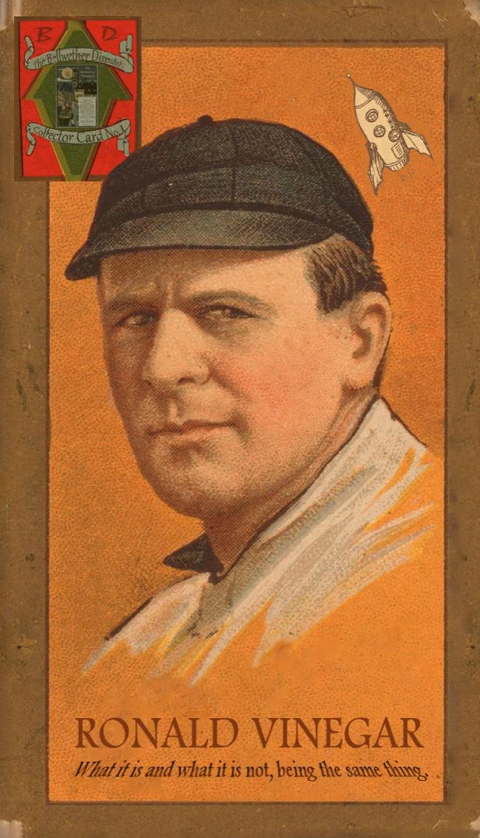 B D
The Bellwether Dispatch
Collector Card No.1
RONALD VINEGAR
What it is and what it is not, being the same thing.